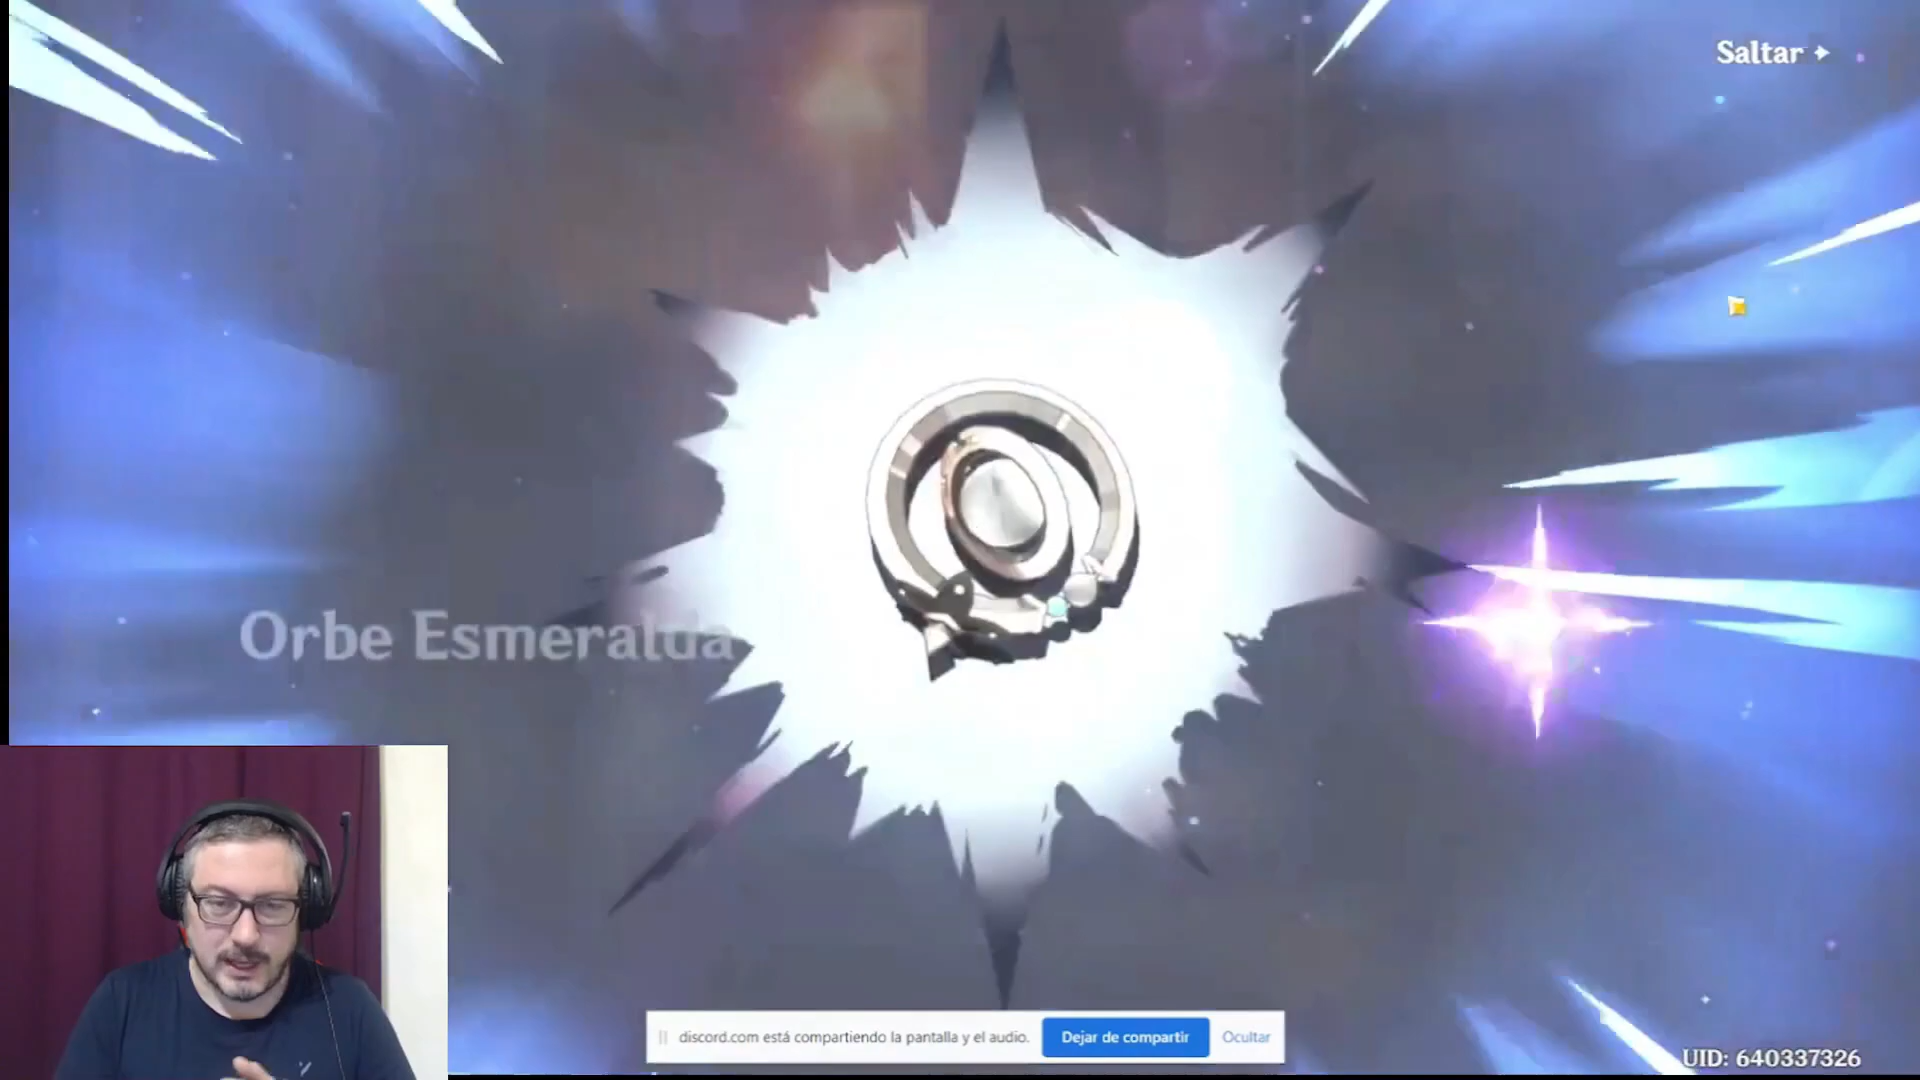 Saltar
Orbe Esmeralda
discord.com está compartiendo la pantalla y el audio.
Dejar de compartir
Ocultar
UID: 640337326